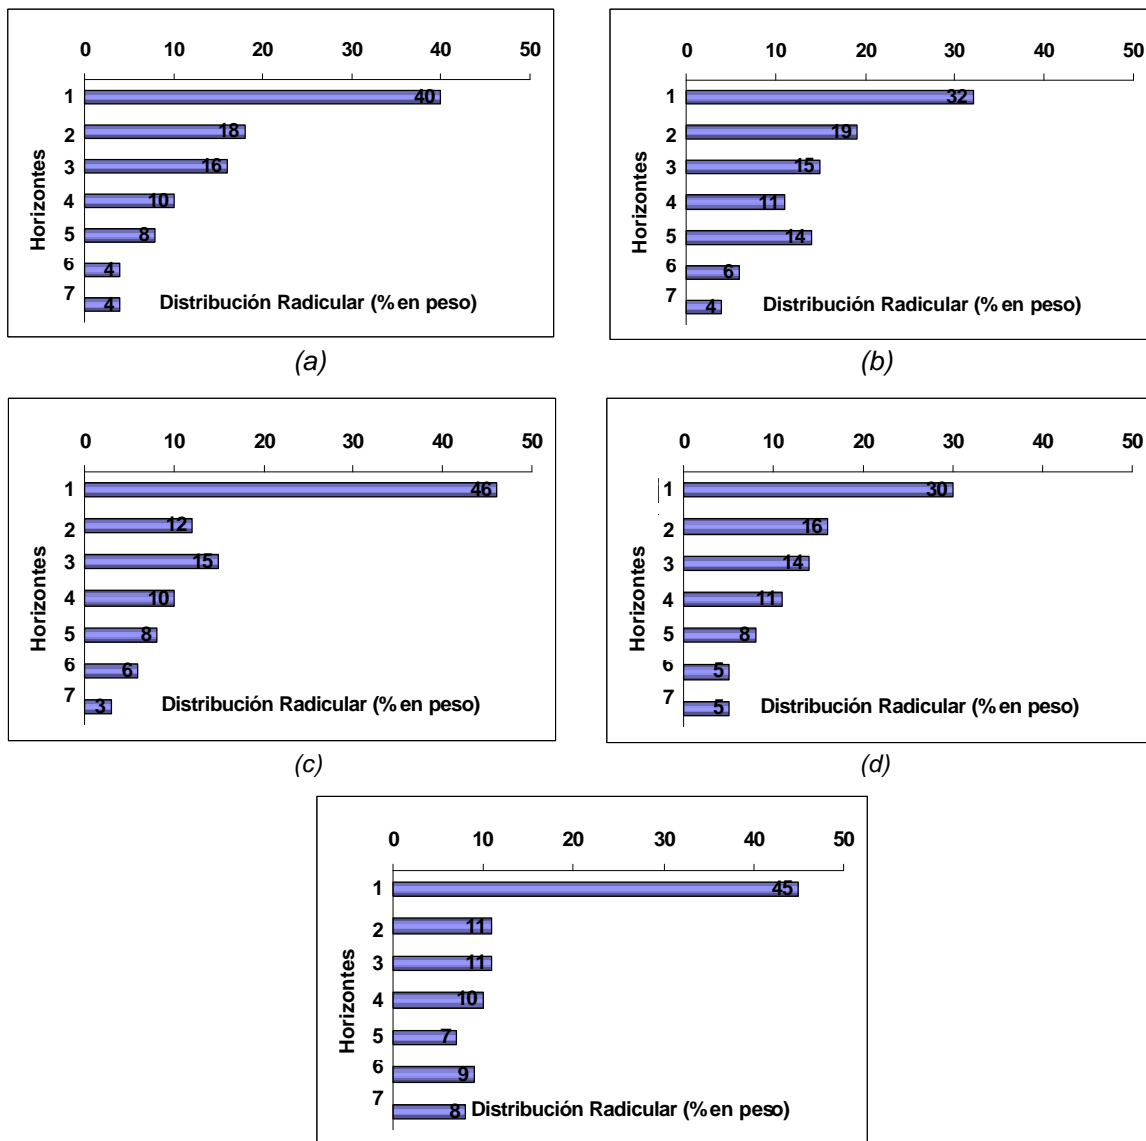 0 10 20 30 40 50
Horizontes
1 40
2 18
3 16
4 10
5 8
6 4
7 4
Distribución Radicular (% en peso)
(a)
0 10 20 30 40 50
Horizontes
1 32
2 19
3 15
4 11
5 14
6 6
7 4
Distribución Radicular (% en peso)
(b)
0 10 20 30 40 50
Horizontes
1 46
2 12
3 15
4 10
5 8
6 6
7 3
Distribución Radicular (% en peso)
(c)
0 10 20 30 40 50
Horizontes
1 30
2 16
3 14
4 11
5 8
6 5
7 5
Distribución Radicular (% en peso)
(d)
0 10 20 30 40 50
Horizontes
1 45
2 11
3 11
4 10
5 7
6 9
7 8
Distribución Radicular (% en peso)